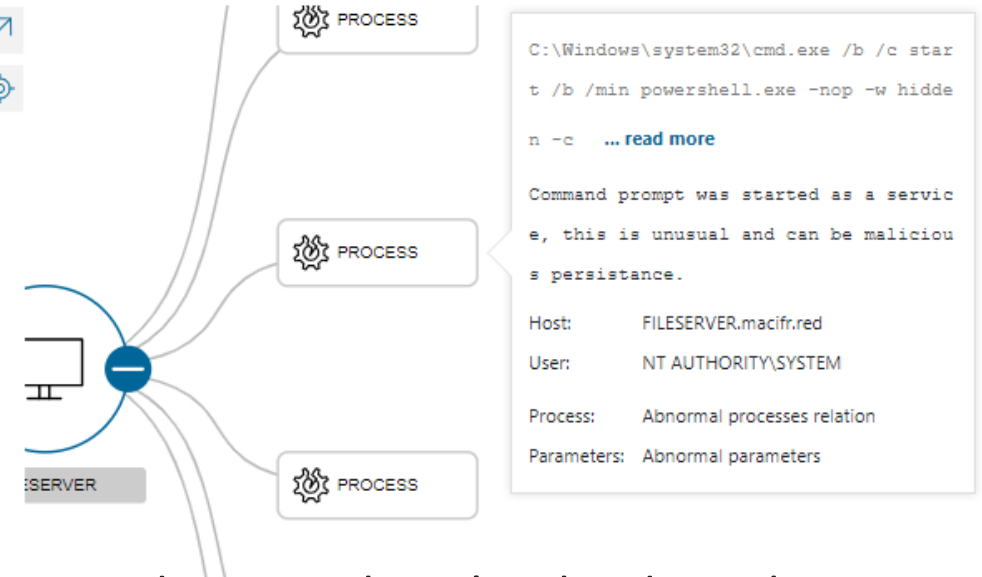 PROCESS
C:\Windows\system32\cmd.exe /b /c star
t /b /min powershell.exe -nop -w hidde
n -c ... read more
Command prompt was started as a servic
e, this is unusual and can be maliciou
s persistance.
PROCESS
Host: FILESERVER.macifr.red
User: NT AUTHORITY\SYSTEM
Process: Abnormal processes relation
Parameters: Abnormal parameters
PROCESS
ESERVER